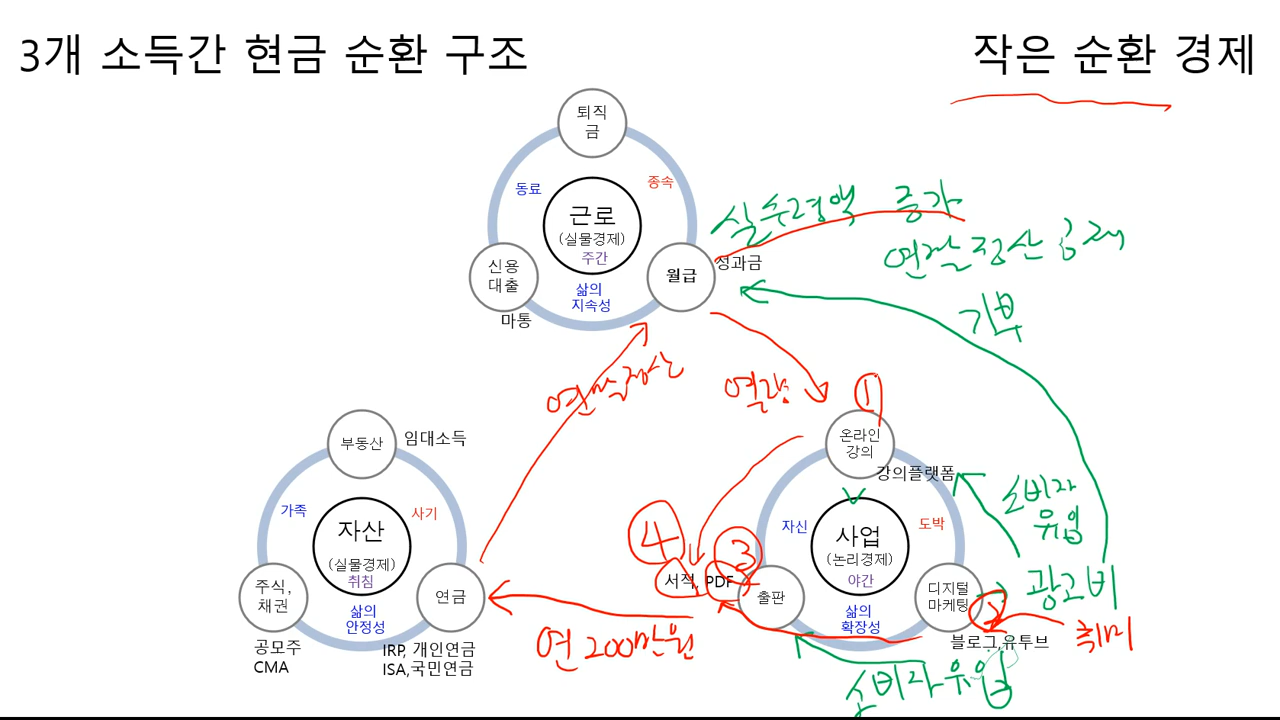 3개 소득간 현금 순환 구조
작은 순환 경제
퇴직
금
동료
종속
근로
(실물경제)
주간
신용
대출
월급
성과금
삶의
지속성
마통
실수령액 증가
연말정산 공제
기부
연말정산
열강
①
온라인
강의
강의플랫폼
부동산
임대소득
가족
사기
자산
(실물경제)
취침
주식,
채권
연금
삶의
안정성
공모주
CMA
IRP, 개인연금
ISA,국민연금
자신
도박
사업
(논리경제)
야간
④
③
서적, PDF
출판
디지털
마케팅
삶의
확장성
블로그,유투브
소비자
유입
광고비
②
취미
연 200만원
소비자유입